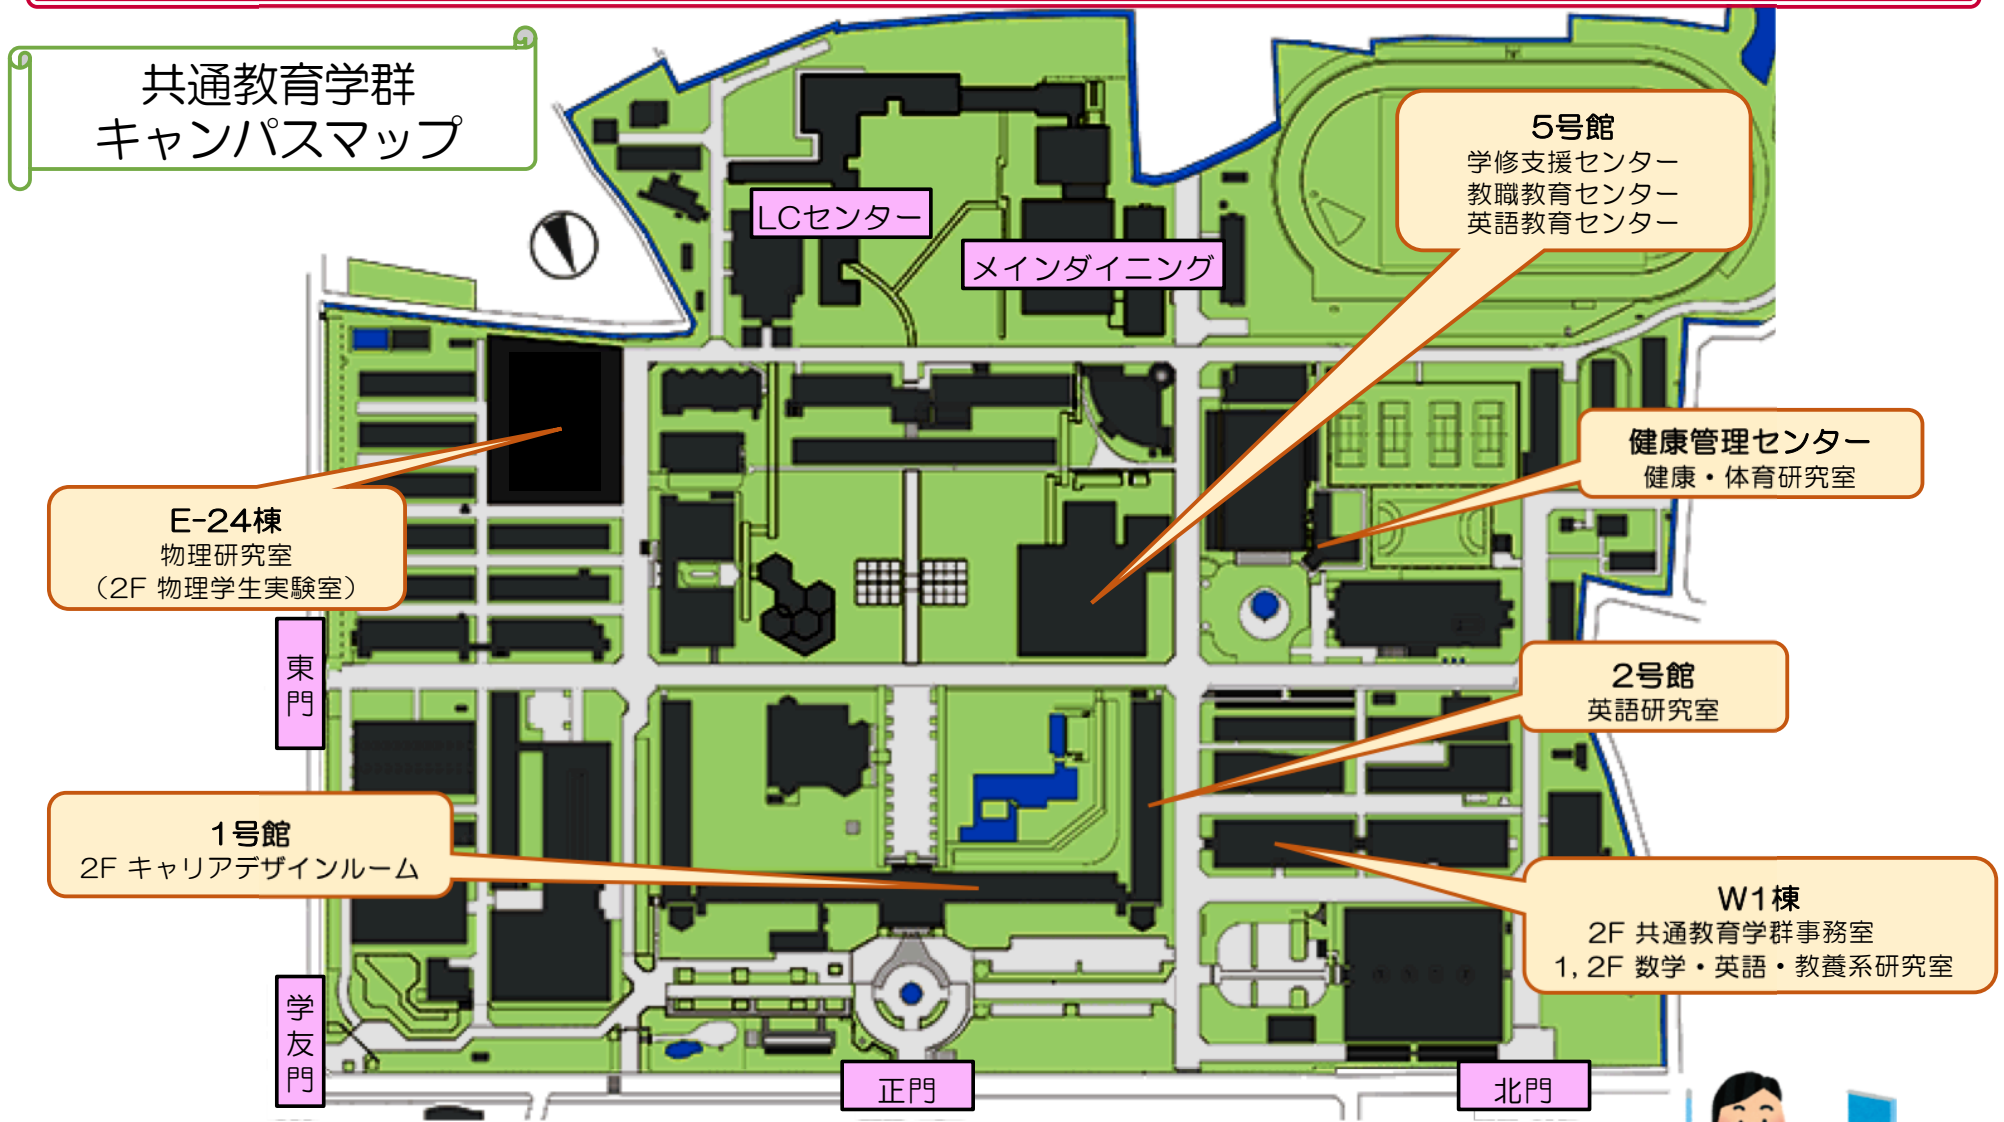 共通教育学群
キャンパスマップ
5号館
学修支援センター
教職教育センター
英語教育センター
LCセンター
メインダイニング
健康管理センター
健康・体育研究室
E-24棟
物理研究室
（2F 物理学生実験室）
東門
2号館
英語研究室
1号館
2F キャリアデザインルーム
W1棟
2F 共通教育学群事務室
1, 2F 数学・英語・教養系研究室
学友門
正門
北門